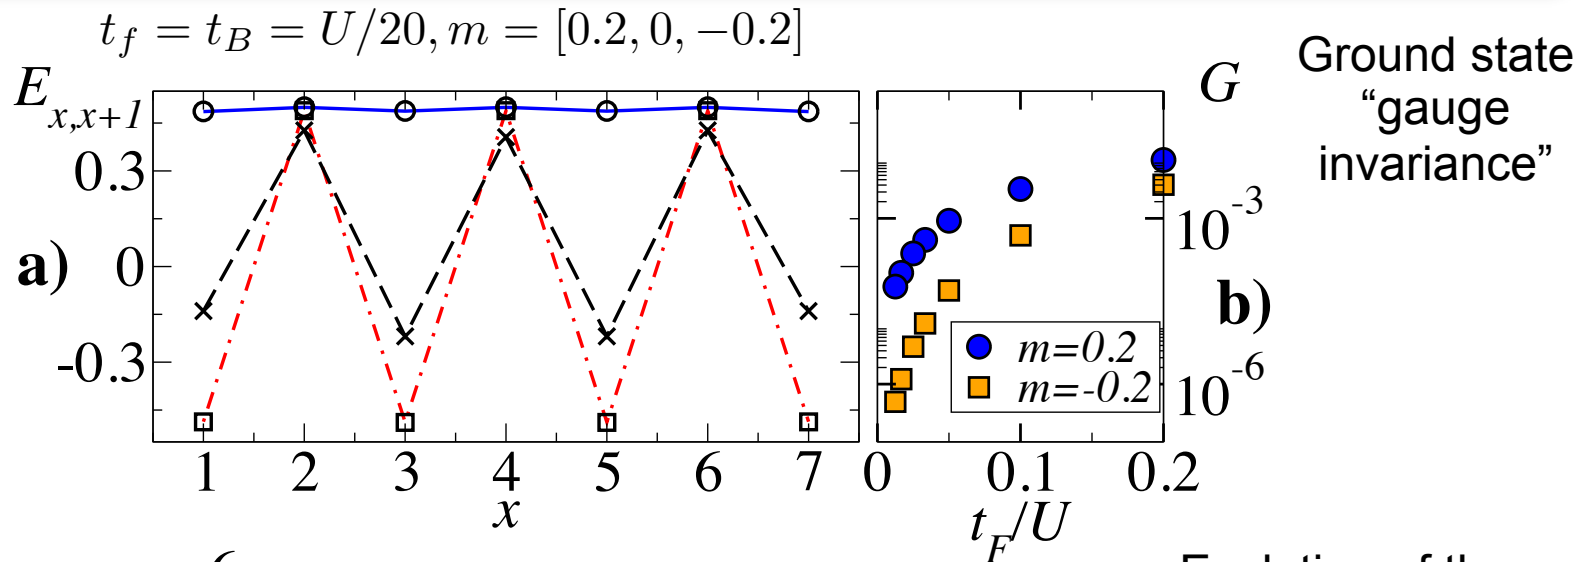 t_f = t_B = U/20, m = [0.2, 0, −0.2]
E_{x,x+1}
0.3
0
-0.3
a)
1 2 3 4 5 6 7
x
G
10^{-3}
10^{-6}
b)
m=0.2
m=-0.2
0 0.1 0.2
t_F/U
Ground state
“gauge
invariance”